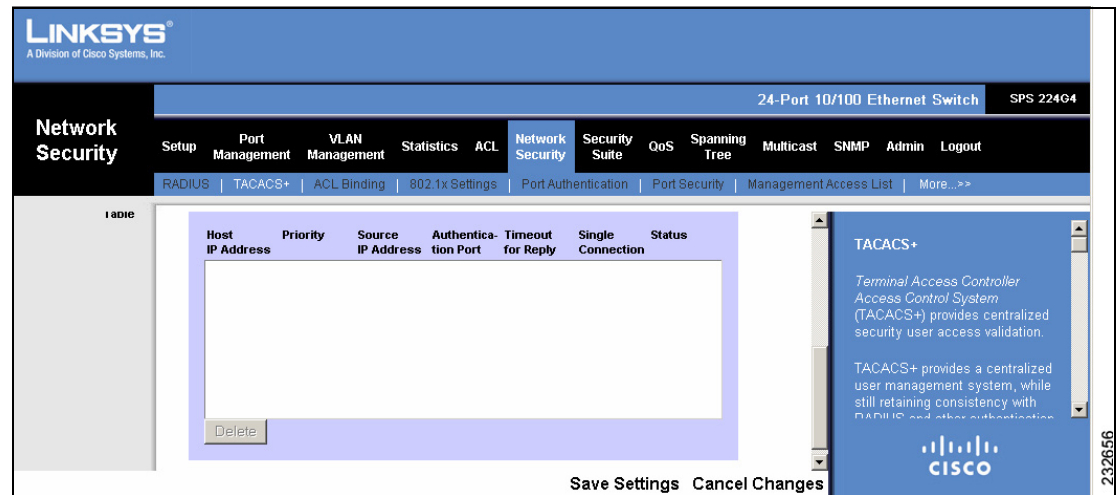 LINKSYS®
A Division of Cisco Systems, Inc.
24-Port 10/100 Ethernet Switch SPS 224G4
Network Security
Setup Port Management VLAN Management Statistics ACL Network Security Security Suite QoS Spanning Tree Multicast SNMP Admin Logout
RADIUS | TACACS+ | ACL Binding | 802.1x Settings | Port Authentication | Port Security | Management Access List | More...>>
Table
Host IP Address Priority Source IP Address Authentica-tion Port Timeout for Reply Single Connection Status
Delete
TACACS+
Terminal Access Controller
Access Control System
(TACACS+) provides centralized
security user access validation.
TACACS+ provides a centralized
user management system, while
still retaining consistency with
RADIUS and other authentication
CISCO
Save Settings Cancel Changes
232656